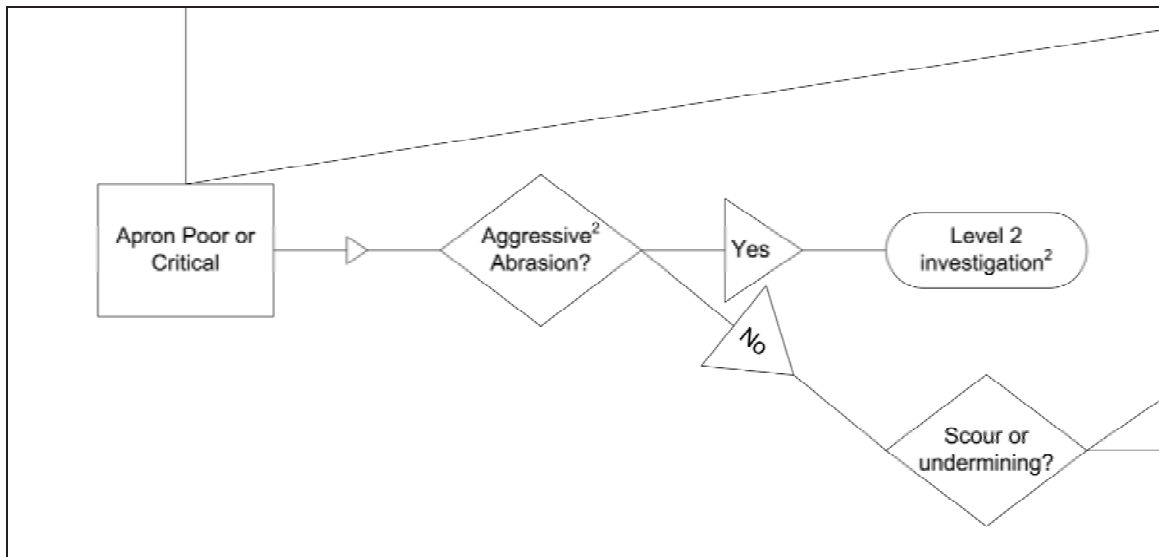 Apron Poor or
Critical
Aggressive²
Abrasion?
Yes
Level 2
investigation²
No
Scour or
undermining?